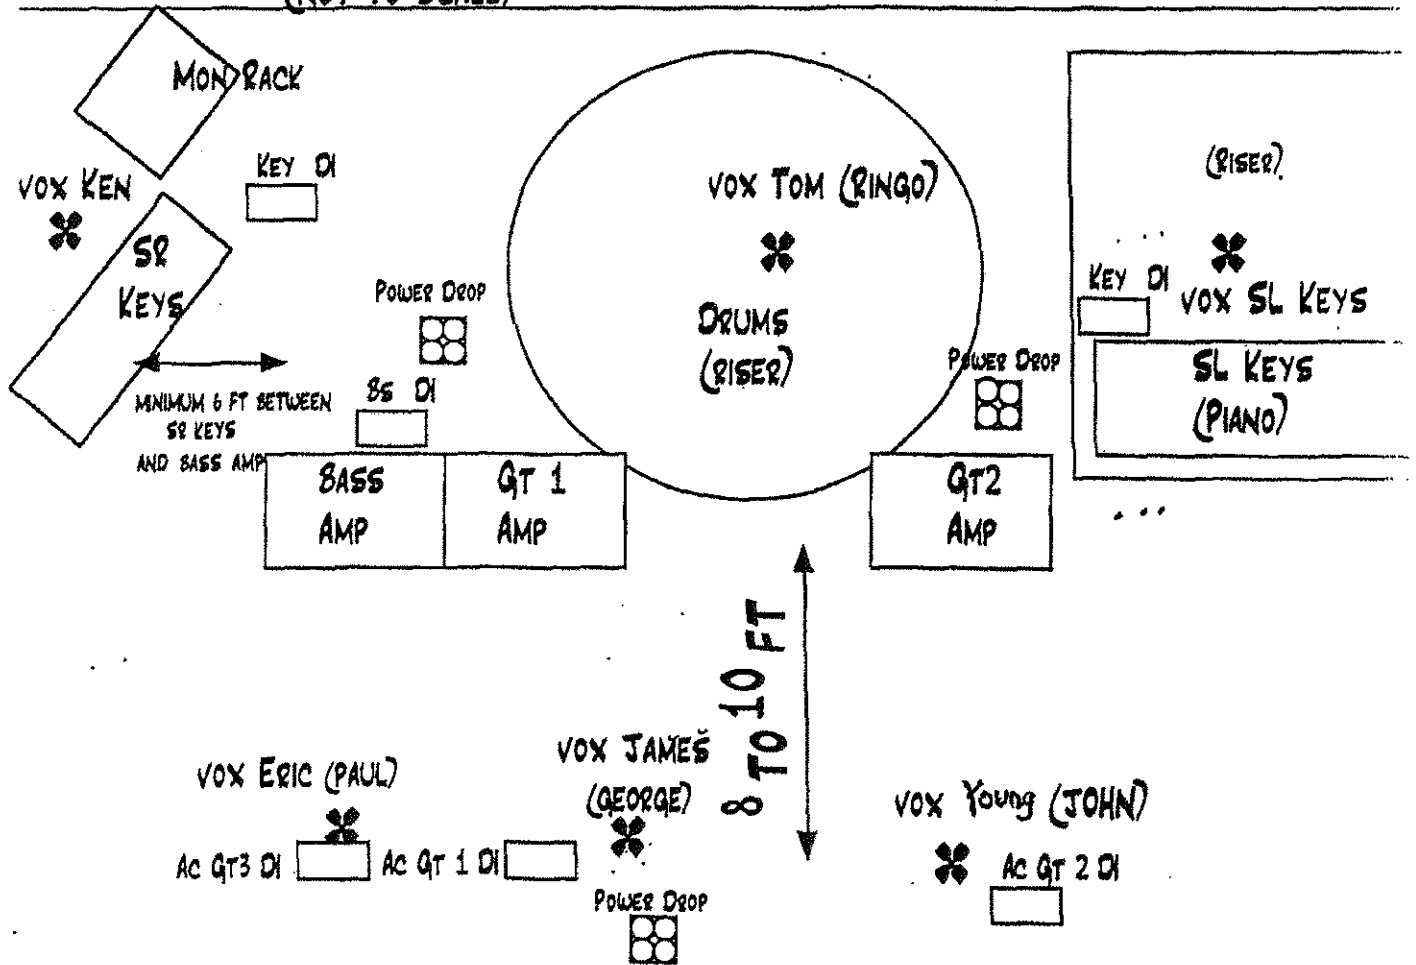 (NOT TO SCALE)
MON RACK
KEY DI
VOX KEN
SR
KEYS
POWER DROP
MINIMUM 6 FT BETWEEN
SR KEYS
AND BASS AMP
BS DI
BASS
AMP
GT 1
AMP
VOX TOM (RINGO)
DRUMS
(RISER)
POWER DROP
GT2
AMP
(RISER)
KEY DI
VOX SL KEYS
SL KEYS
(PIANO)
8 TO 10 FT
VOX ERIC (PAUL)
AC GT3 DI
VOX JAMES
(GEORGE)
AC GT 1 DI
POWER DROP
VOX Young (JOHN)
AC GT 2 DI